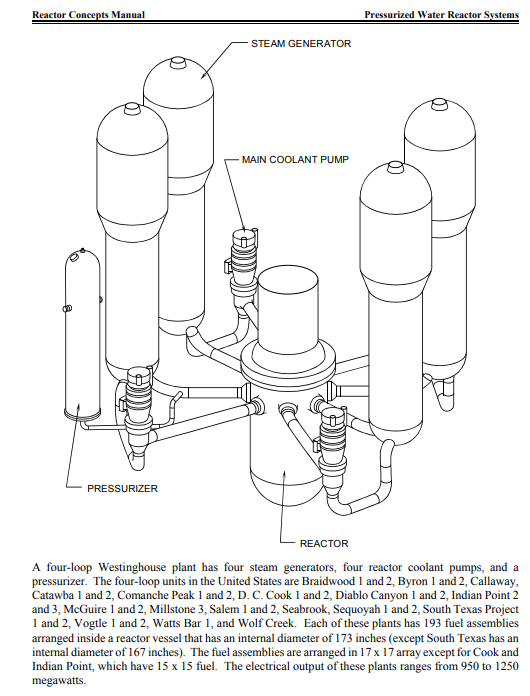 Reactor Concepts Manual Pressurized Water Reactor Systems
STEAM GENERATOR
MAIN COOLANT PUMP
PRESSURIZER
REACTOR
A four-loop Westinghouse plant has four steam generators, four reactor coolant pumps, and a
pressurizer. The four-loop units in the United States are Braidwood 1 and 2, Byron 1 and 2, Callaway,
Catawba 1 and 2, Comanche Peak 1 and 2, D. C. Cook 1 and 2, Diablo Canyon 1 and 2, Indian Point 2
and 3, McGuire 1 and 2, Millstone 3, Salem 1 and 2, Seabrook, Sequoyah 1 and 2, South Texas Project
1 and 2, Vogtle 1 and 2, Watts Bar 1, and Wolf Creek. Each of these plants has 193 fuel assemblies
arranged inside a reactor vessel that has an internal diameter of 173 inches (except South Texas has an
internal diameter of 167 inches). The fuel assemblies are arranged in 17 x 17 array except for Cook and
Indian Point, which have 15 x 15 fuel. The electrical output of these plants ranges from 950 to 1250
megawatts.